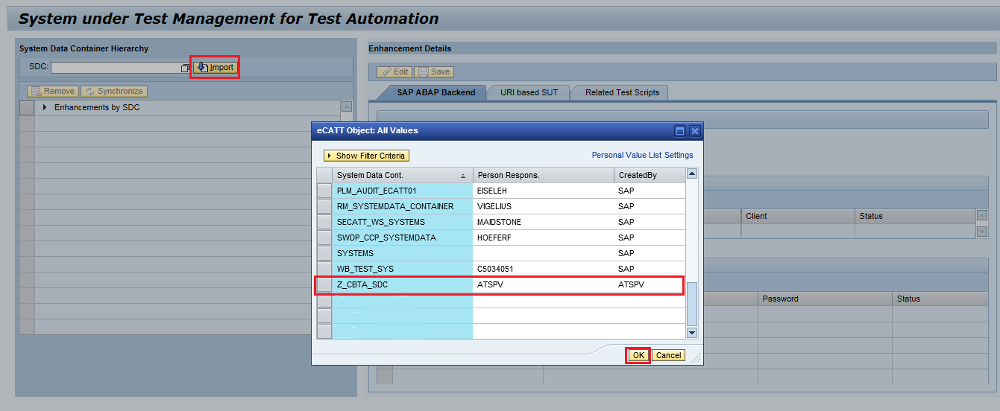 System under Test Management for Test Automation
System Data Container Hierarchy
SDC: Import
Remove Synchronize
Enhancements by SDC
Enhancement Details
Edit Save
SAP ABAP Backend URI based SUT Related Test Scripts
Client Status
Password Status
eCATT Object: All Values
Show Filter Criteria Personal Value List Settings
System Data Cont. Person Respons. CreatedBy
PLM_AUDIT_ECATT01 EISELEH SAP
RM_SYSTEMDATA_CONTAINER VIGELIUS SAP
SECATT_WS_SYSTEMS MAIDSTONE SAP
SWDP_CCP_SYSTEMDATA HOEFERF SAP
SYSTEMS SAP
WB_TEST_SYS C5034051 SAP
Z_CBTA_SDC ATSPV ATSPV
OK Cancel